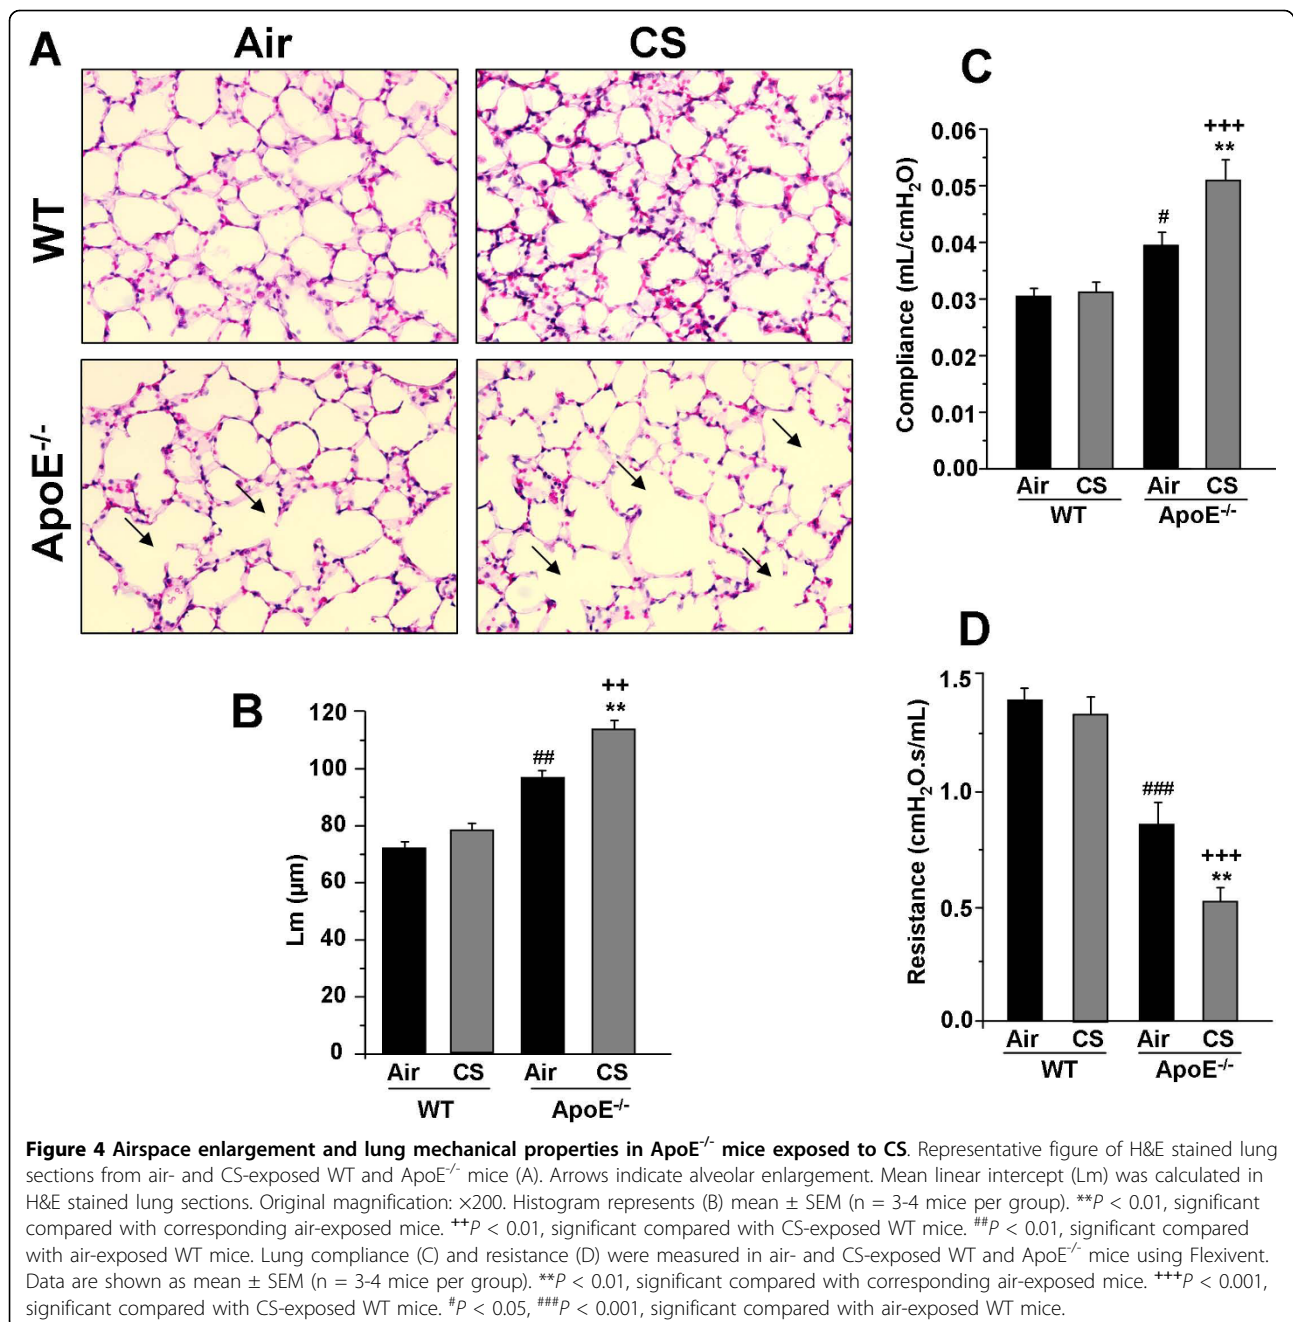 A
Air
CS
WT
ApoE-/-
B
Lm (µm)
120
100
80
60
40
20
0
++
**
##
Air CS Air CS
WT ApoE-/-
C
Compliance (mL/cmH2O)
0.06
0.05
0.04
0.03
0.02
0.01
0.00
+++
**
#
Air CS Air CS
WT ApoE-/-
D
Resistance (cmH2O.s/mL)
1.5
1.0
0.5
0.0
###
+++
**
Air CS Air CS
WT ApoE-/-
Figure 4 Airspace enlargement and lung mechanical properties in ApoE-/- mice exposed to CS. Representative figure of H&E stained lung
sections from air- and CS-exposed WT and ApoE-/- mice (A). Arrows indicate alveolar enlargement. Mean linear intercept (Lm) was calculated in
H&E stained lung sections. Original magnification: ×200. Histogram represents (B) mean ± SEM (n = 3-4 mice per group). **P < 0.01, significant
compared with corresponding air-exposed mice. ++P < 0.01, significant compared with CS-exposed WT mice. ##P < 0.01, significant compared
with air-exposed WT mice. Lung compliance (C) and resistance (D) were measured in air- and CS-exposed WT and ApoE-/- mice using Flexivent.
Data are shown as mean ± SEM (n = 3-4 mice per group). **P < 0.01, significant compared with corresponding air-exposed mice. +++P < 0.001,
significant compared with CS-exposed WT mice. #P < 0.05, ###P < 0.001, significant compared with air-exposed WT mice.